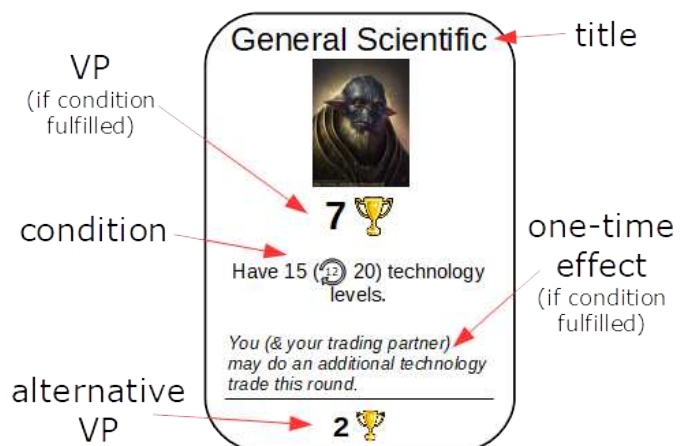 General Scientific
title
VP
(if condition
fulfilled)
7
condition
Have 15 (12 20) technology
levels.
one-time
effect
(if condition
fulfilled)
You (& your trading partner)
may do an additional technology
trade this round.
alternative
VP
2